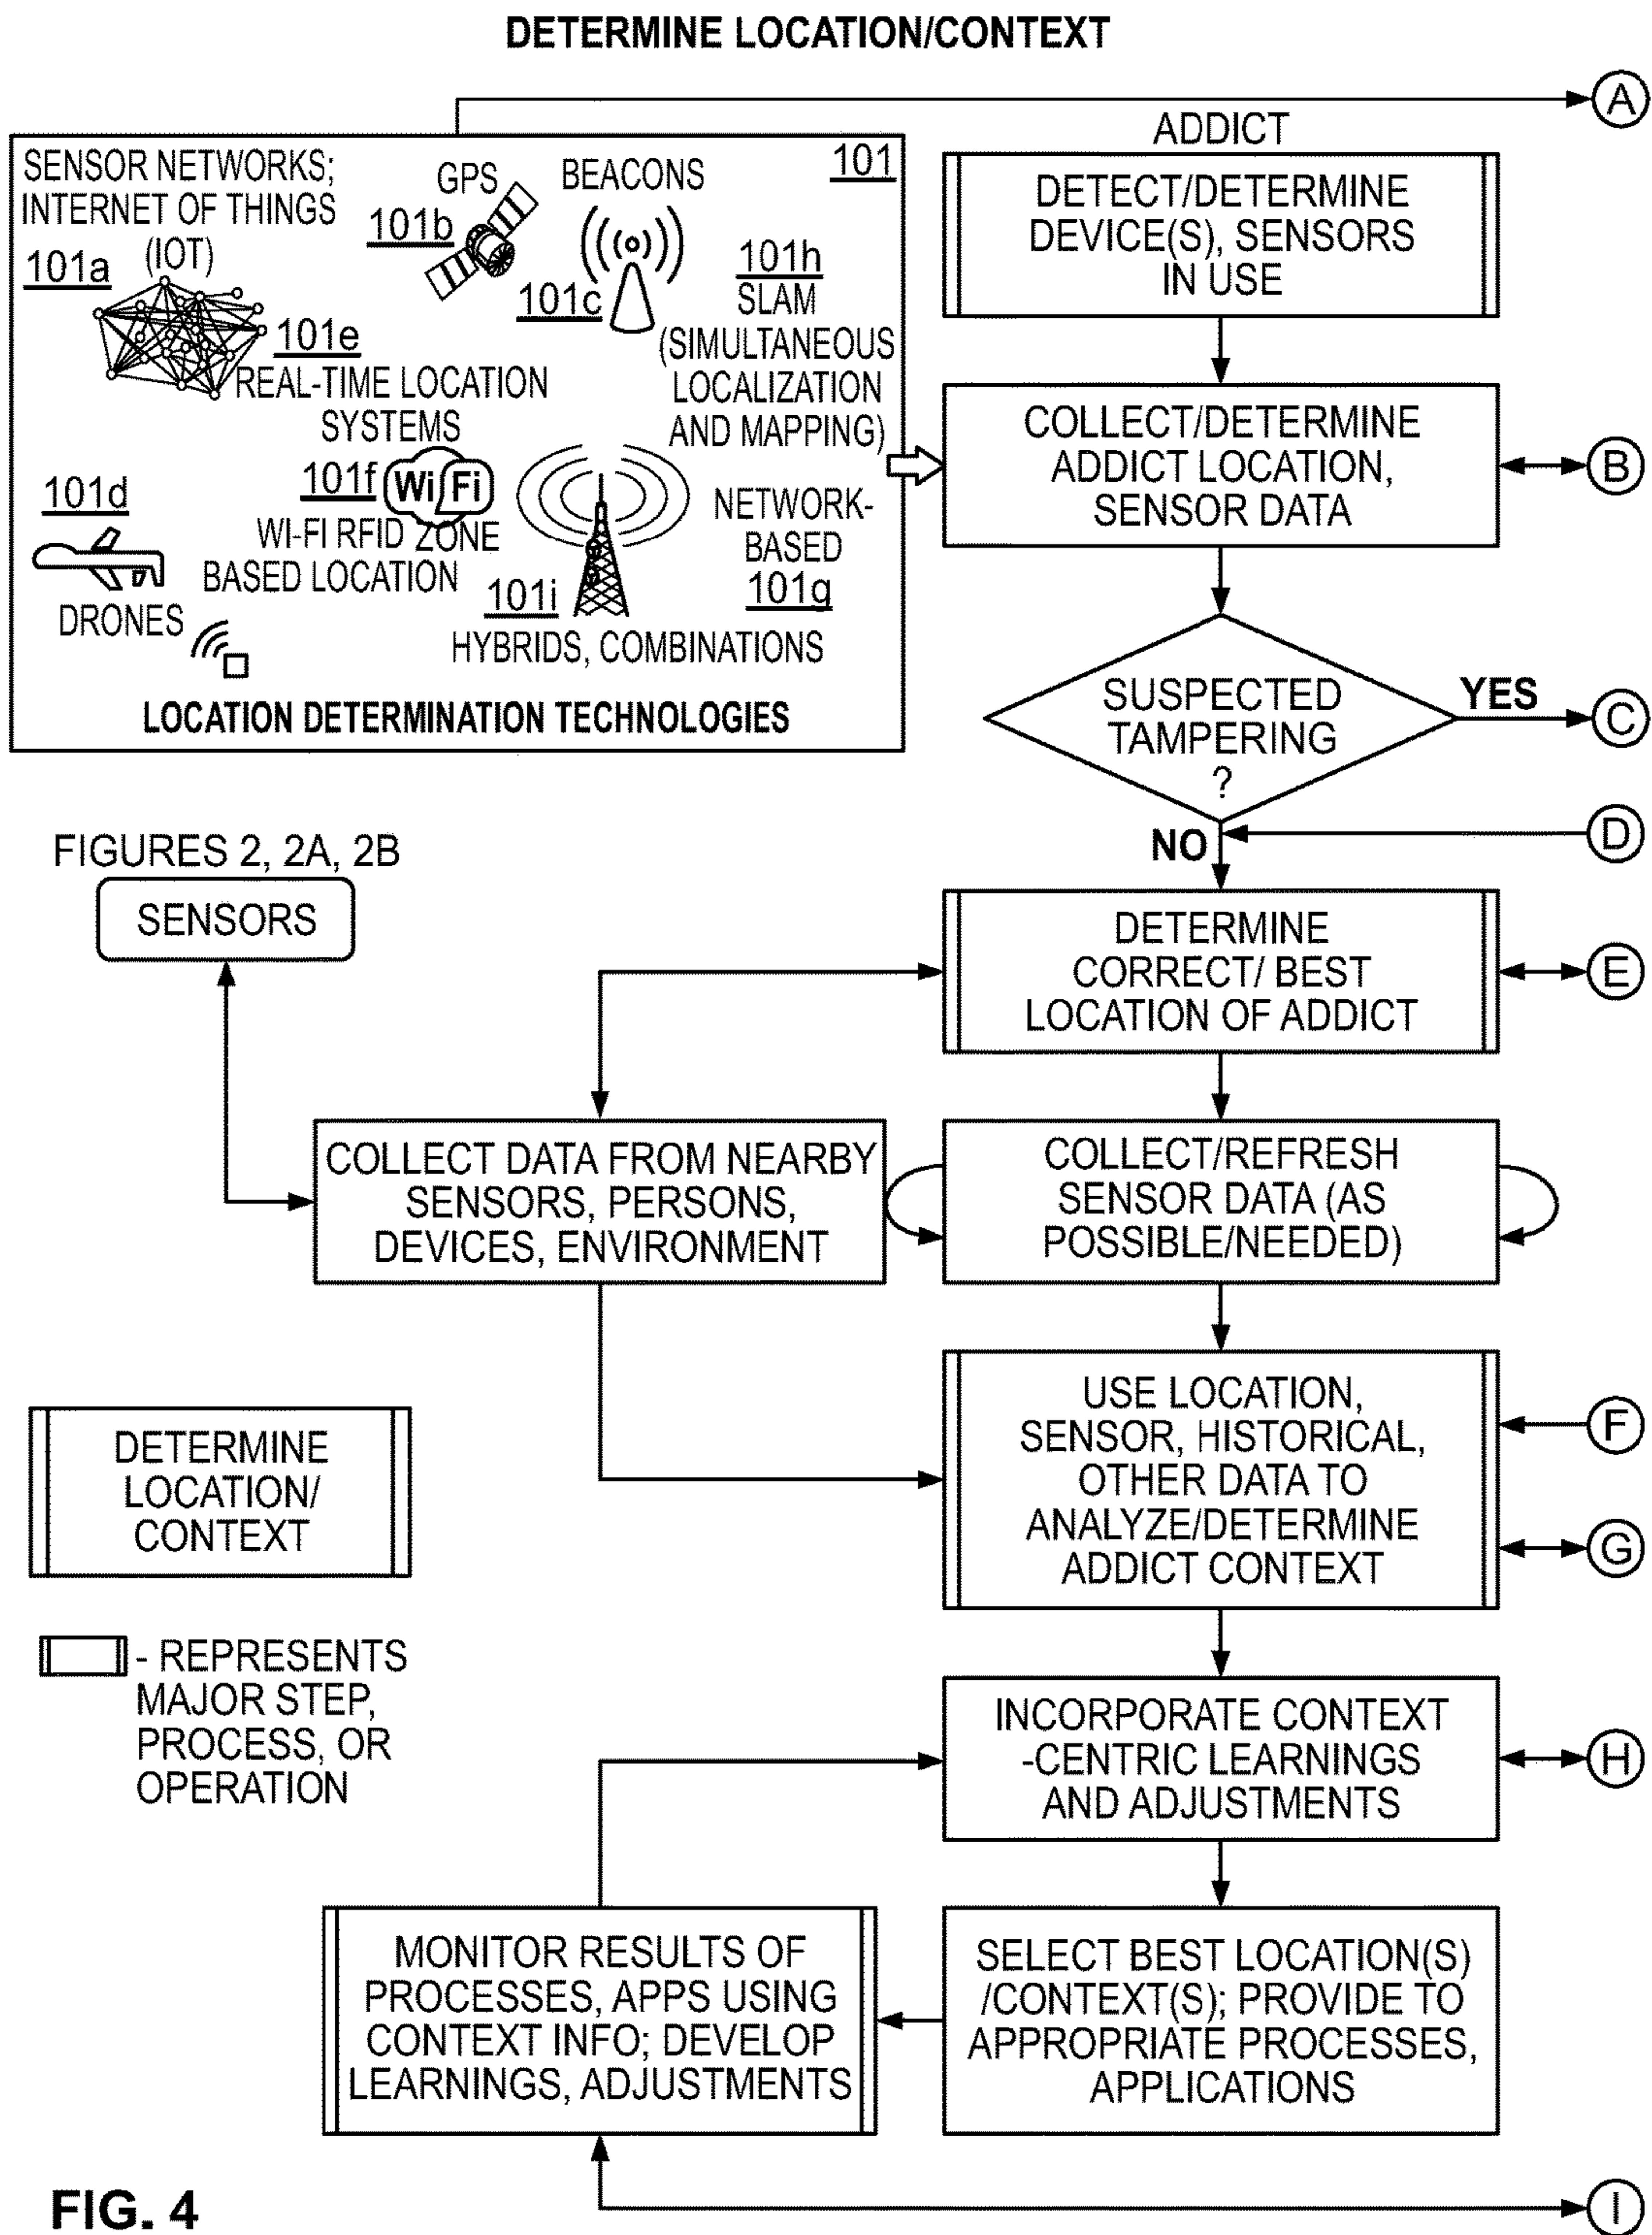 DETERMINE LOCATION/CONTEXT
A
SENSOR NETWORKS;
INTERNET OF THINGS
(IOT)
101a
GPS
101b
BEACONS
101c
101
101h
SLAM
(SIMULTANEOUS
LOCALIZATION
AND MAPPING)
101e
REAL-TIME LOCATION
SYSTEMS
101d
DRONES
101f
Wi Fi
WI-FI RFID ZONE
BASED LOCATION
NETWORK-
BASED
101g
101i
HYBRIDS, COMBINATIONS
LOCATION DETERMINATION TECHNOLOGIES
ADDICT
DETECT/DETERMINE
DEVICE(S), SENSORS
IN USE
COLLECT/DETERMINE
ADDICT LOCATION,
SENSOR DATA
B
SUSPECTED
TAMPERING
?
YES
C
NO
D
FIGURES 2, 2A, 2B
SENSORS
DETERMINE
CORRECT/ BEST
LOCATION OF ADDICT
E
COLLECT DATA FROM NEARBY
SENSORS, PERSONS,
DEVICES, ENVIRONMENT
COLLECT/REFRESH
SENSOR DATA (AS
POSSIBLE/NEEDED)
USE LOCATION,
SENSOR, HISTORICAL,
OTHER DATA TO
ANALYZE/DETERMINE
ADDICT CONTEXT
F
G
DETERMINE
LOCATION/
CONTEXT
- REPRESENTS
MAJOR STEP,
PROCESS, OR
OPERATION
INCORPORATE CONTEXT
-CENTRIC LEARNINGS
AND ADJUSTMENTS
H
MONITOR RESULTS OF
PROCESSES, APPS USING
CONTEXT INFO; DEVELOP
LEARNINGS, ADJUSTMENTS
SELECT BEST LOCATION(S)
/CONTEXT(S); PROVIDE TO
APPROPRIATE PROCESSES,
APPLICATIONS
I
FIG. 4